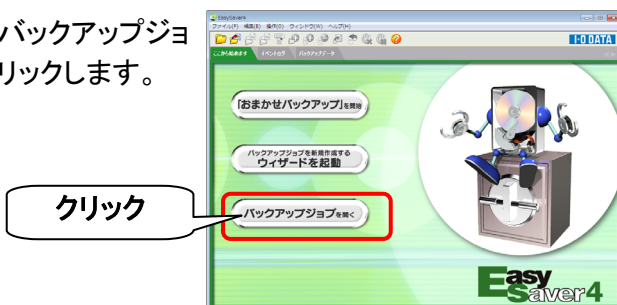 バックアップジョ
リックします。
EasySaver4
ファイル(F) 編集(E) 操作(O) ウィンドウ(W) ヘルプ(H)
I-O DATA
ここから始めます イベントログ バックアップデータ
「おまかせバックアップ」を開始
バックアップジョブを新規作成する
ウィザードを起動
クリック
バックアップジョブを開く
Easy
Saver4